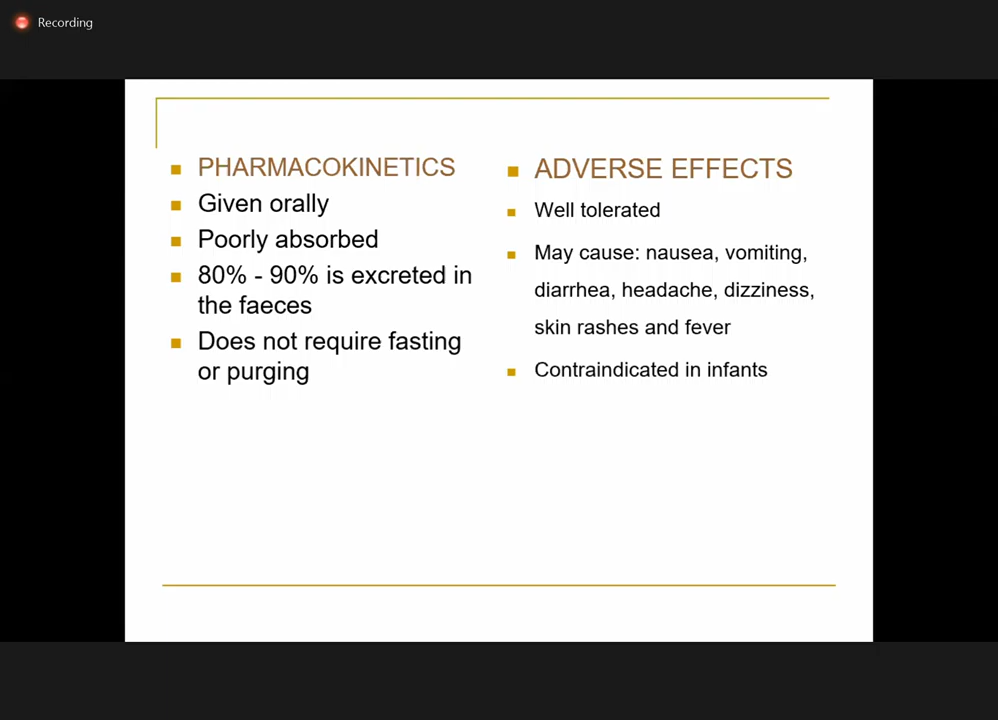 Recording
PHARMACOKINETICS
Given orally
Poorly absorbed
80% - 90% is excreted in
the faeces
Does not require fasting
or purging
ADVERSE EFFECTS
Well tolerated
May cause: nausea, vomiting,
diarrhea, headache, dizziness,
skin rashes and fever
Contraindicated in infants